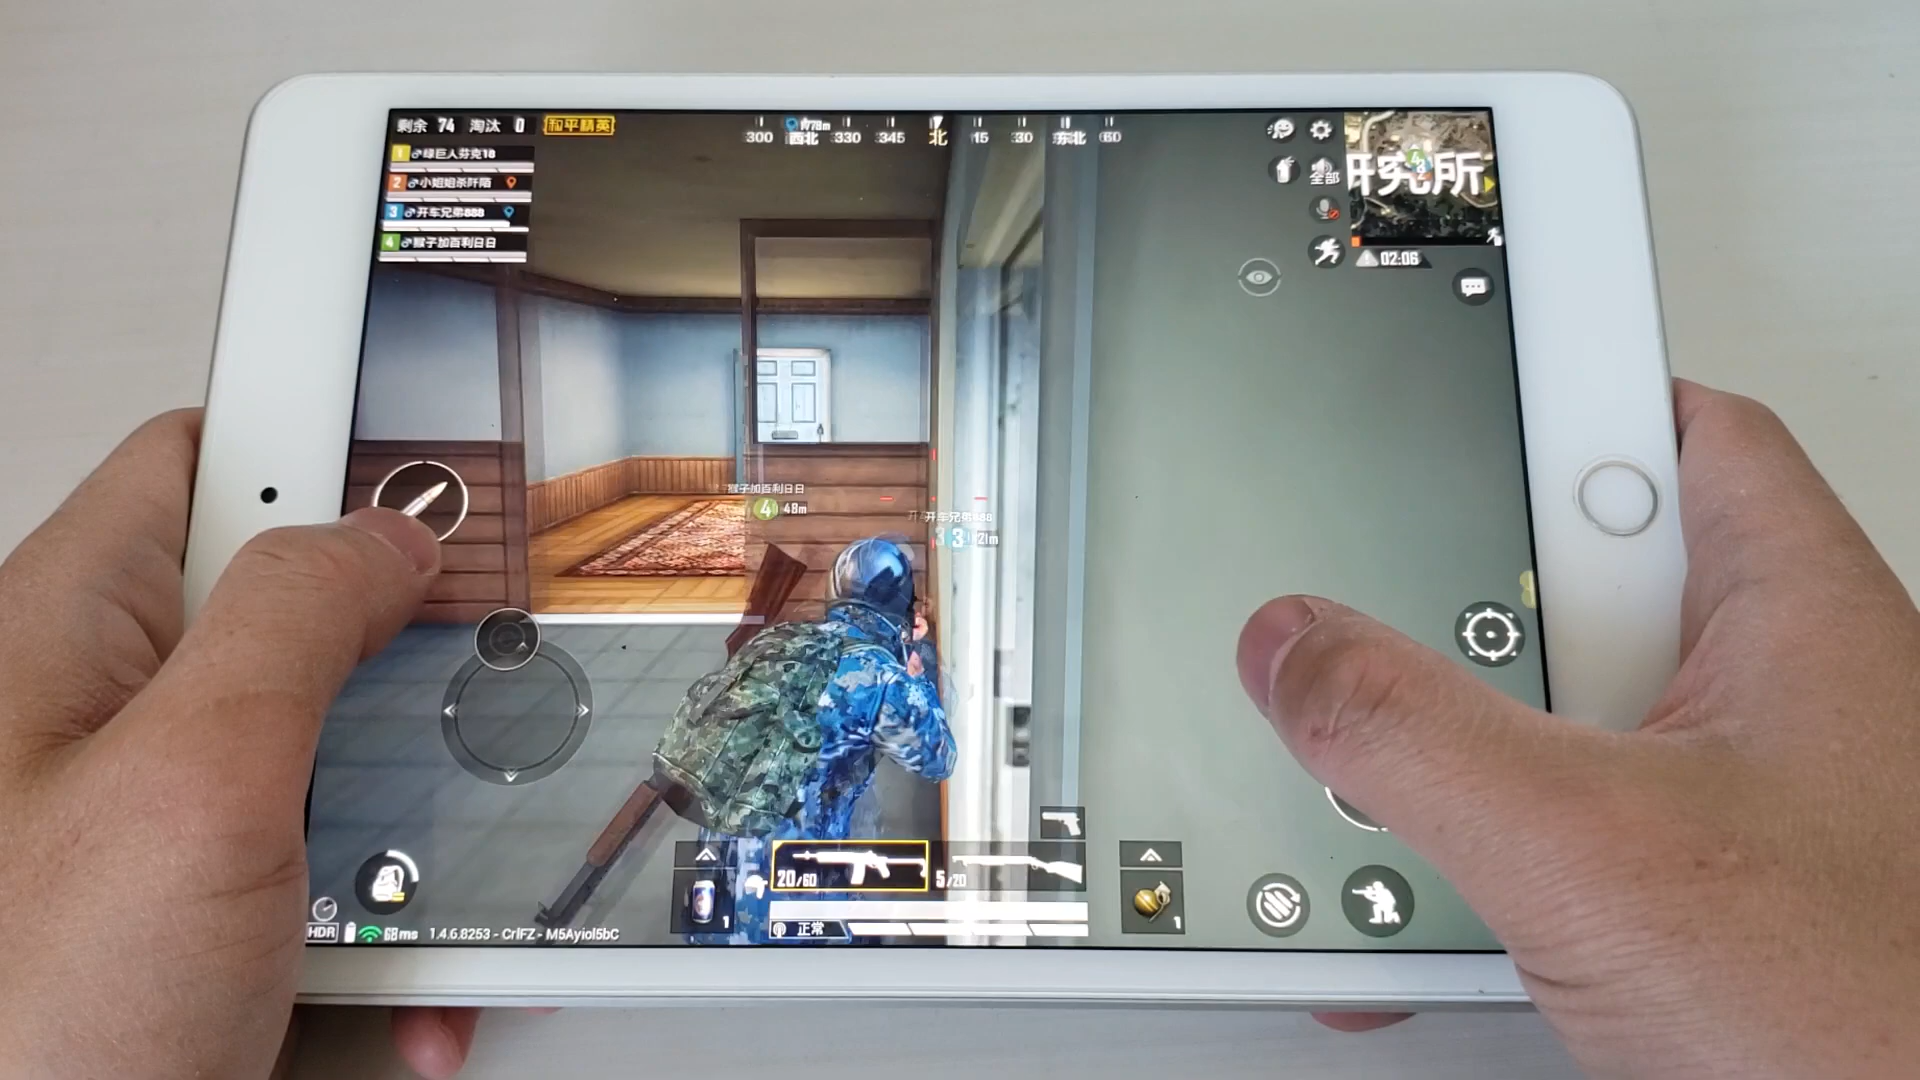 剩余 74 淘汰 0 和平精英
1 绿巨人芬克18
2 小姐姐杀阡陌
3 开车兄弟888
4 猴子加百利日日
300 西北 330 345 北 15 30 东北 60
全部
研究所
02:06
猴子加百利日日
4 48m
开车兄弟888
3 21m
20/60
5/20
1
1
正常
HDR 68ms 1.4.6.8253 - CrlFZ - M5Ayiol5bC